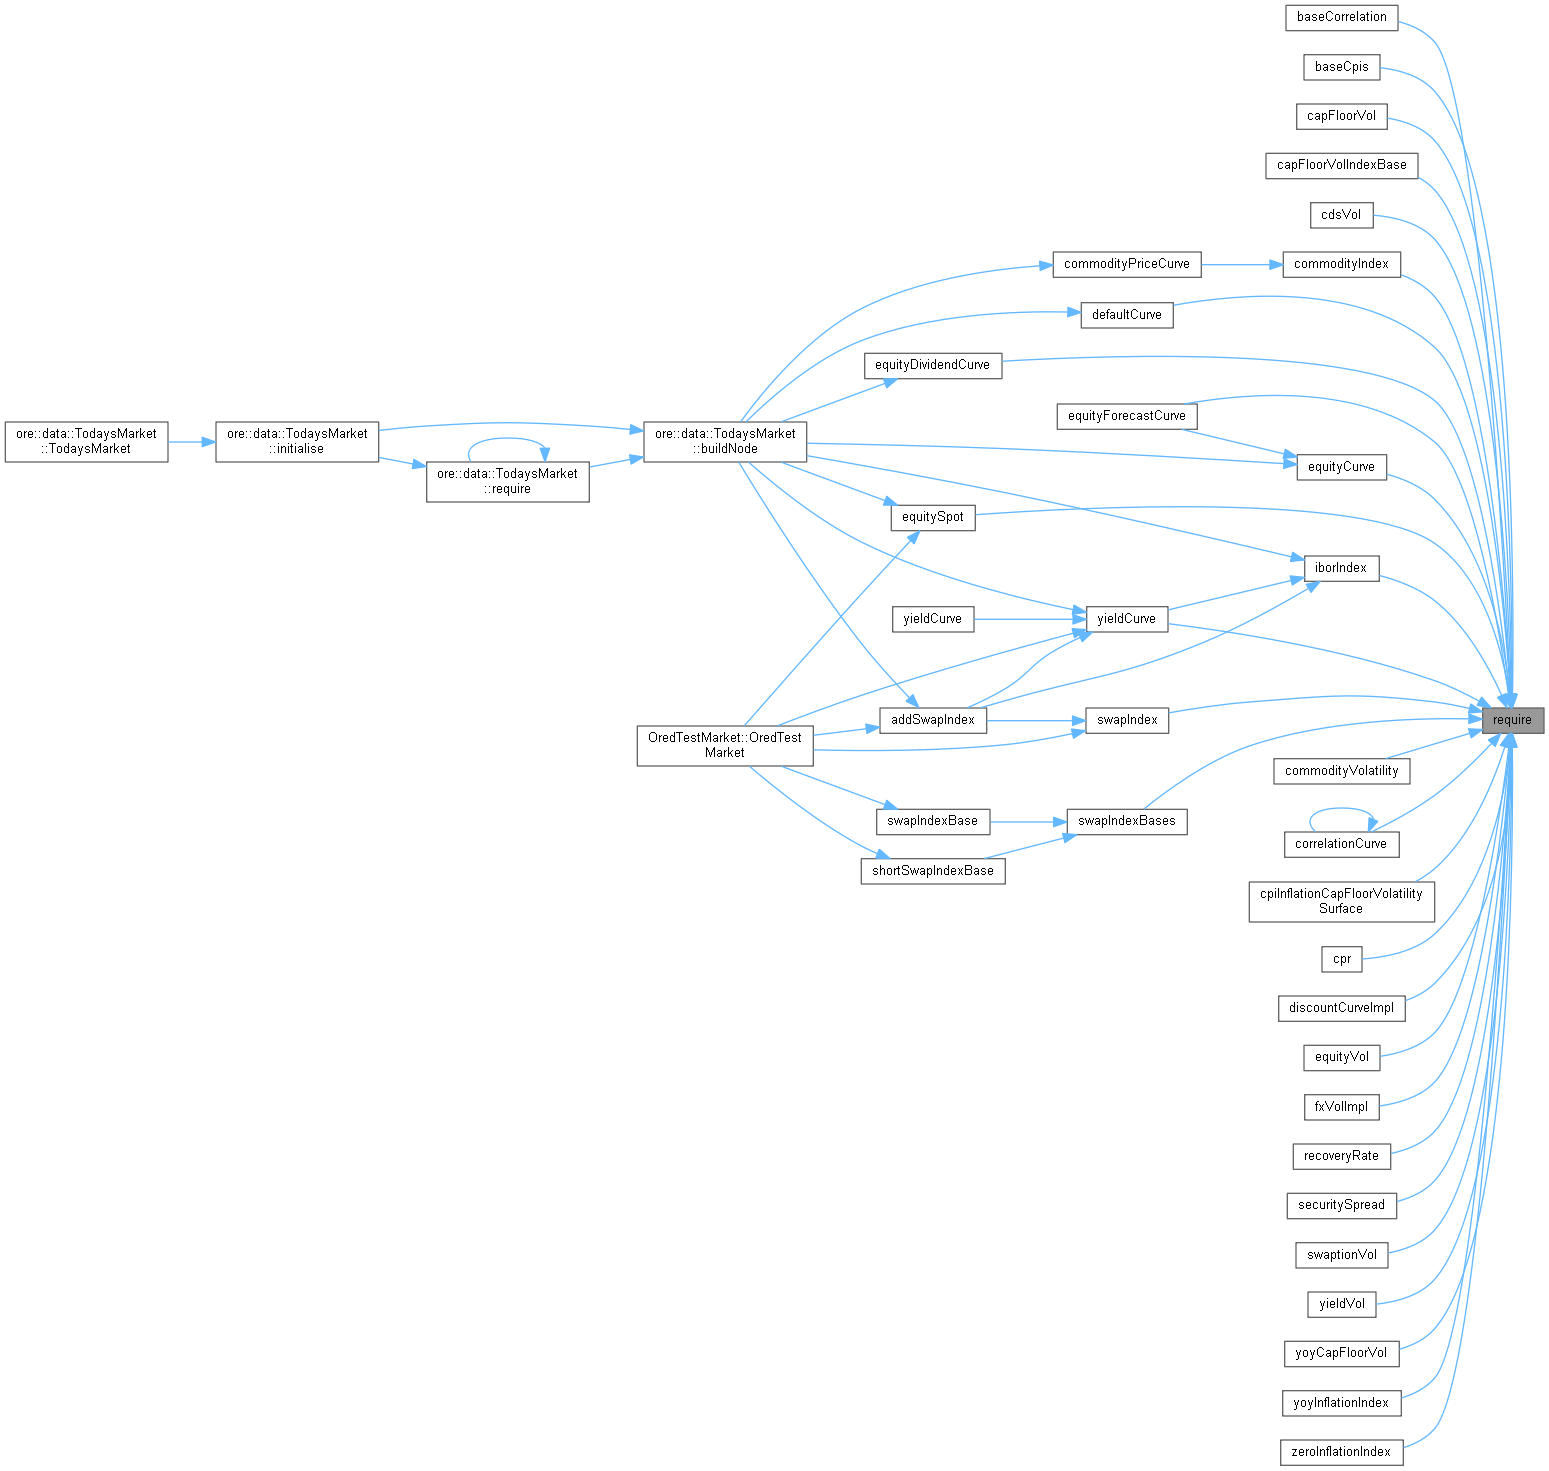 baseCorrelation
baseCpis
capFloorVol
capFloorVolIndexBase
cdsVol
commodityPriceCurve
commodityIndex
defaultCurve
equityDividendCurve
equityForecastCurve
ore::data::TodaysMarket
::TodaysMarket
ore::data::TodaysMarket
::initialise
ore::data::TodaysMarket
::buildNode
ore::data::TodaysMarket
::require
equityCurve
equitySpot
iborIndex
yieldCurve
yieldCurve
addSwapIndex
swapIndex
require
OredTestMarket::OredTest
Market
commodityVolatility
swapIndexBase
swapIndexBases
correlationCurve
shortSwapIndexBase
cpiInflationCapFloorVolatility
Surface
cpr
discountCurveImpl
equityVol
fxVolImpl
recoveryRate
securitySpread
swaptionVol
yieldVol
yoyCapFloorVol
yoyInflationIndex
zeroInflationIndex